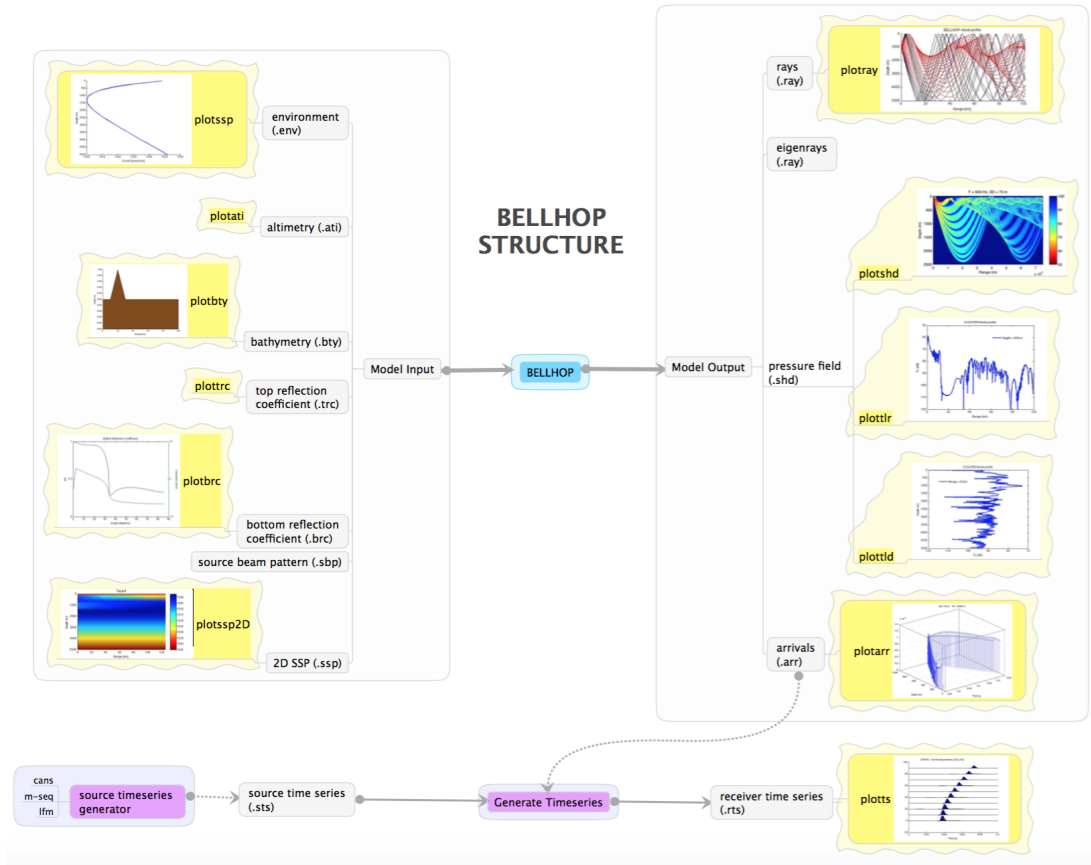 BELLHOP
STRUCTURE
plotssp
environment
(.env)
plotati
altimetry (.ati)
plotbty
bathymetry (.bty)
plottrc
top reflection
coefficient (.trc)
plotbrc
bottom reflection
coefficient (.brc)
source beam pattern (.sbp)
plotssp2D
2D SSP (.ssp)
Model Input
BELLHOP
Model Output
rays
(.ray)
plotray
eigenrays
(.ray)
pressure field
(.shd)
plotshd
Depth (m)
Range (m)
plottlr
plottld
arrivals
(.arr)
plotarr
cans
m-seq
lfm
source timeseries
generator
source time series
(.sts)
Generate Timeseries
receiver time series
(.rts)
plotts